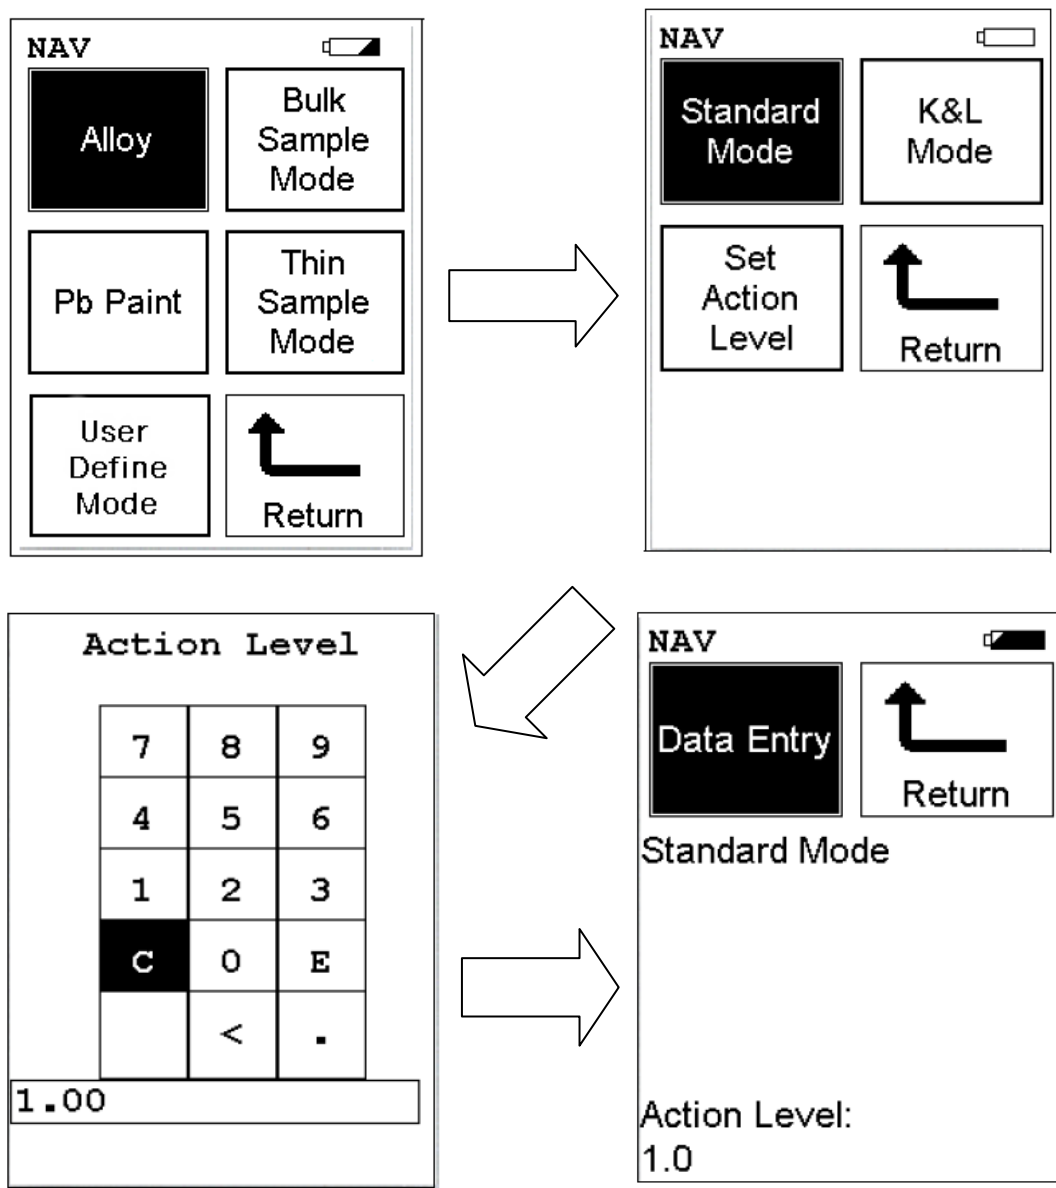 NAV
Alloy
Bulk
Sample
Mode
Pb Paint
Thin
Sample
Mode
User
Define
Mode
Return
NAV
Standard
Mode
K&L
Mode
Set
Action
Level
Return
Action Level
7 8 9
4 5 6
1 2 3
C 0 E
< .
1.00
NAV
Data Entry
Return
Standard Mode
Action Level:
1.0